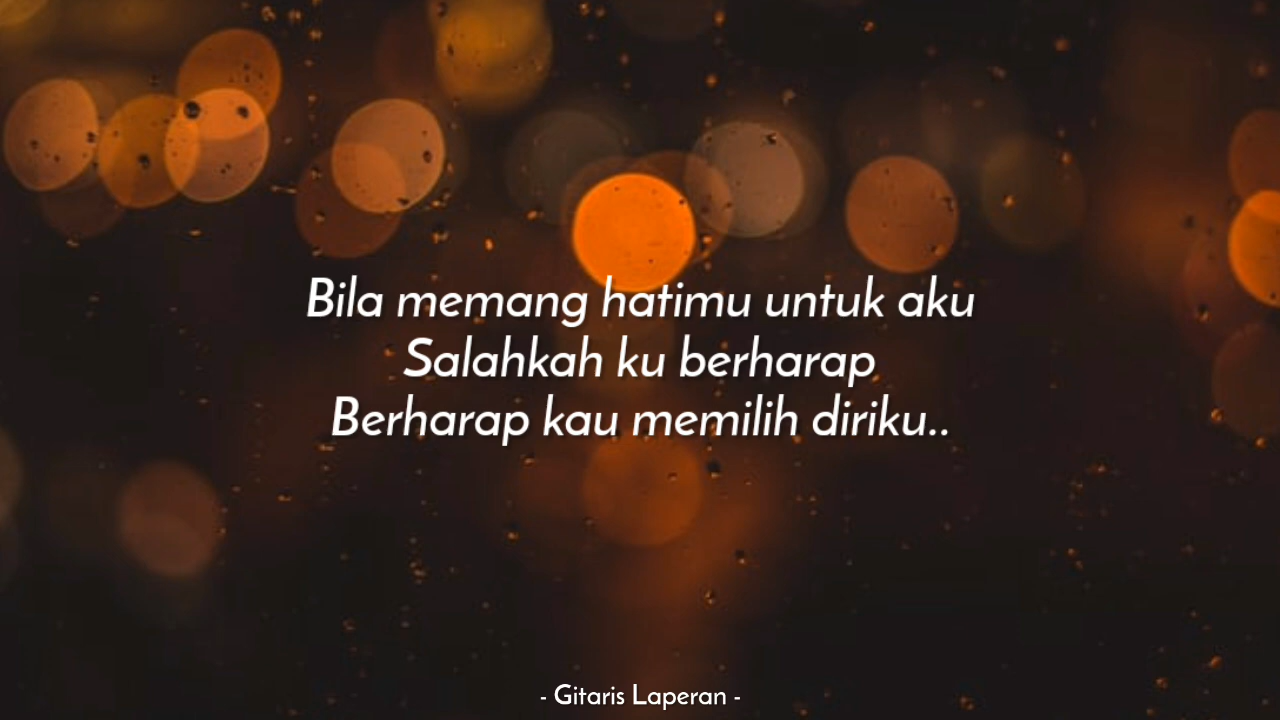 Bila memang hatimu untuk aku
Salahkah ku berharap
Berharap kau memilih diriku..
- Gitaris Laperan -